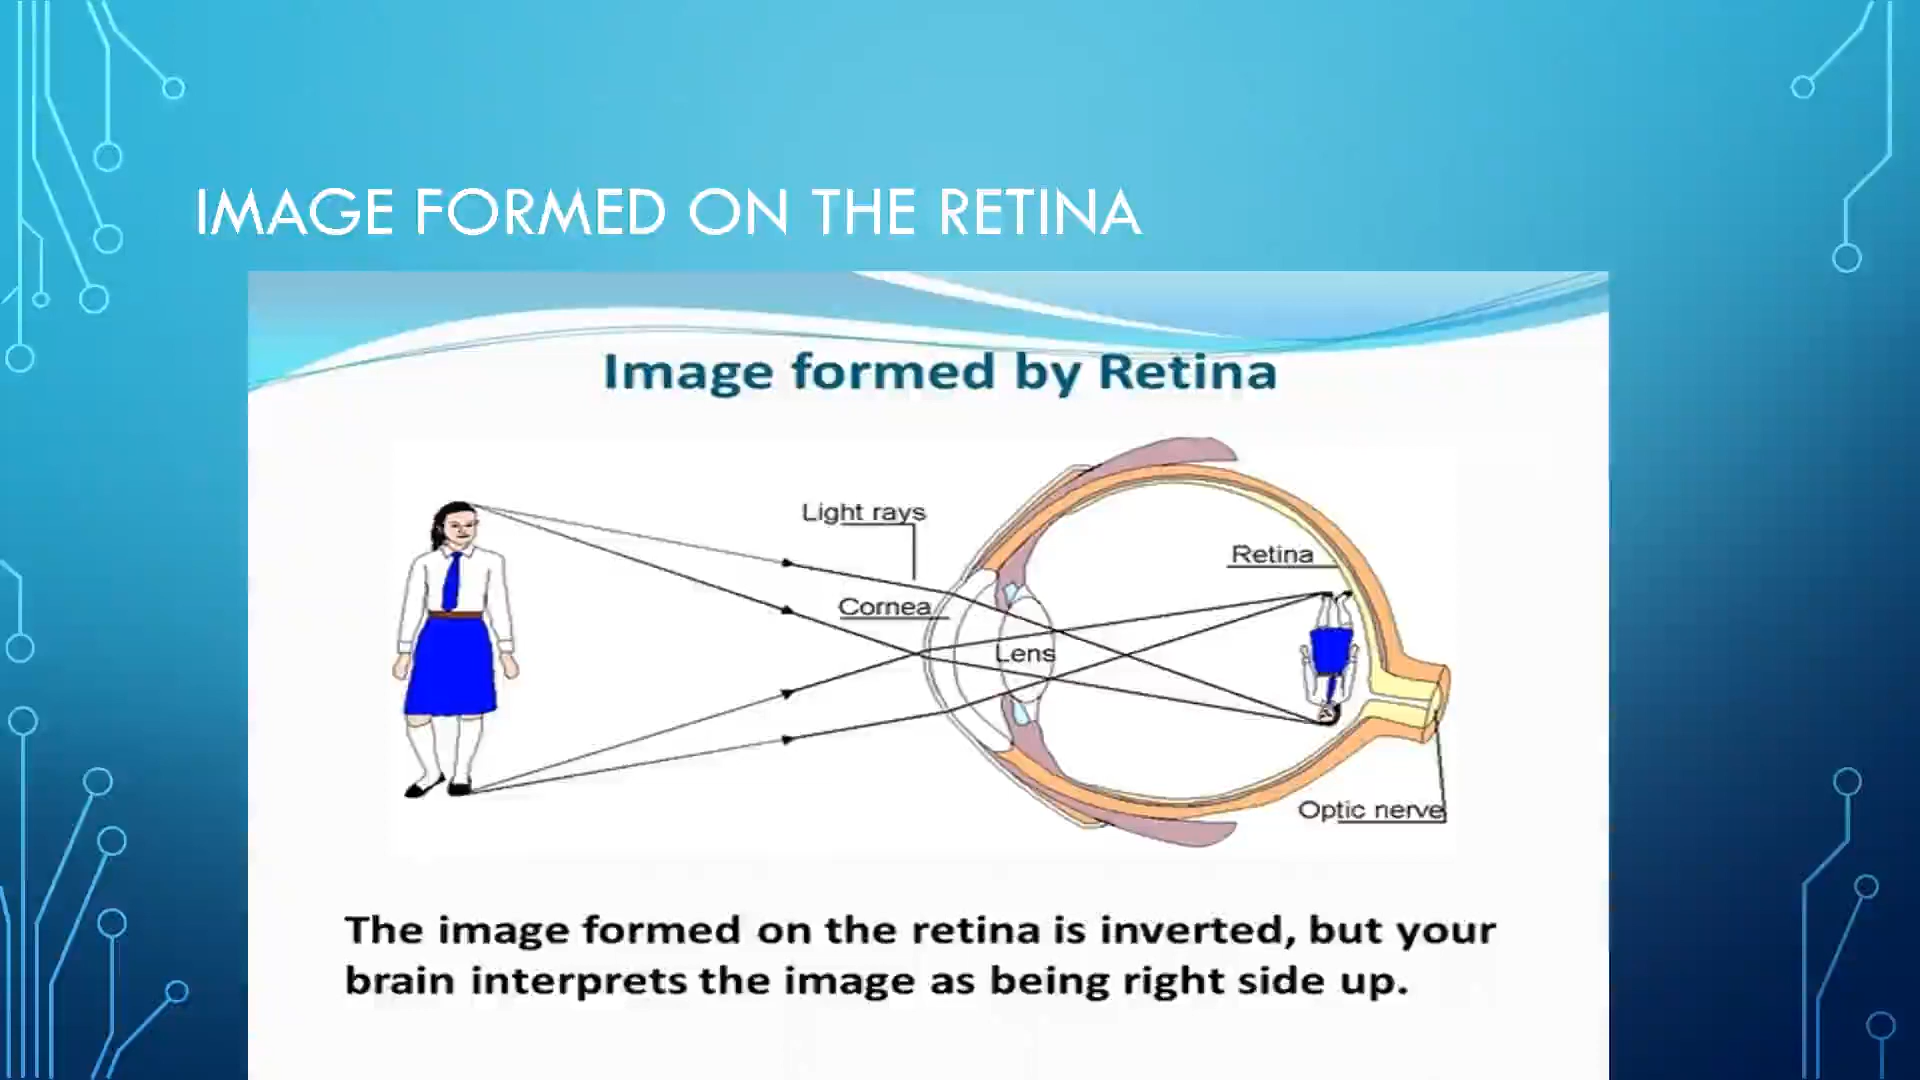 IMAGE FORMED ON THE RETINA
Image formed by Retina
Light rays
Retina
Cornea
Lens
Optic nerve
The image formed on the retina is inverted, but your
brain interprets the image as being right side up.